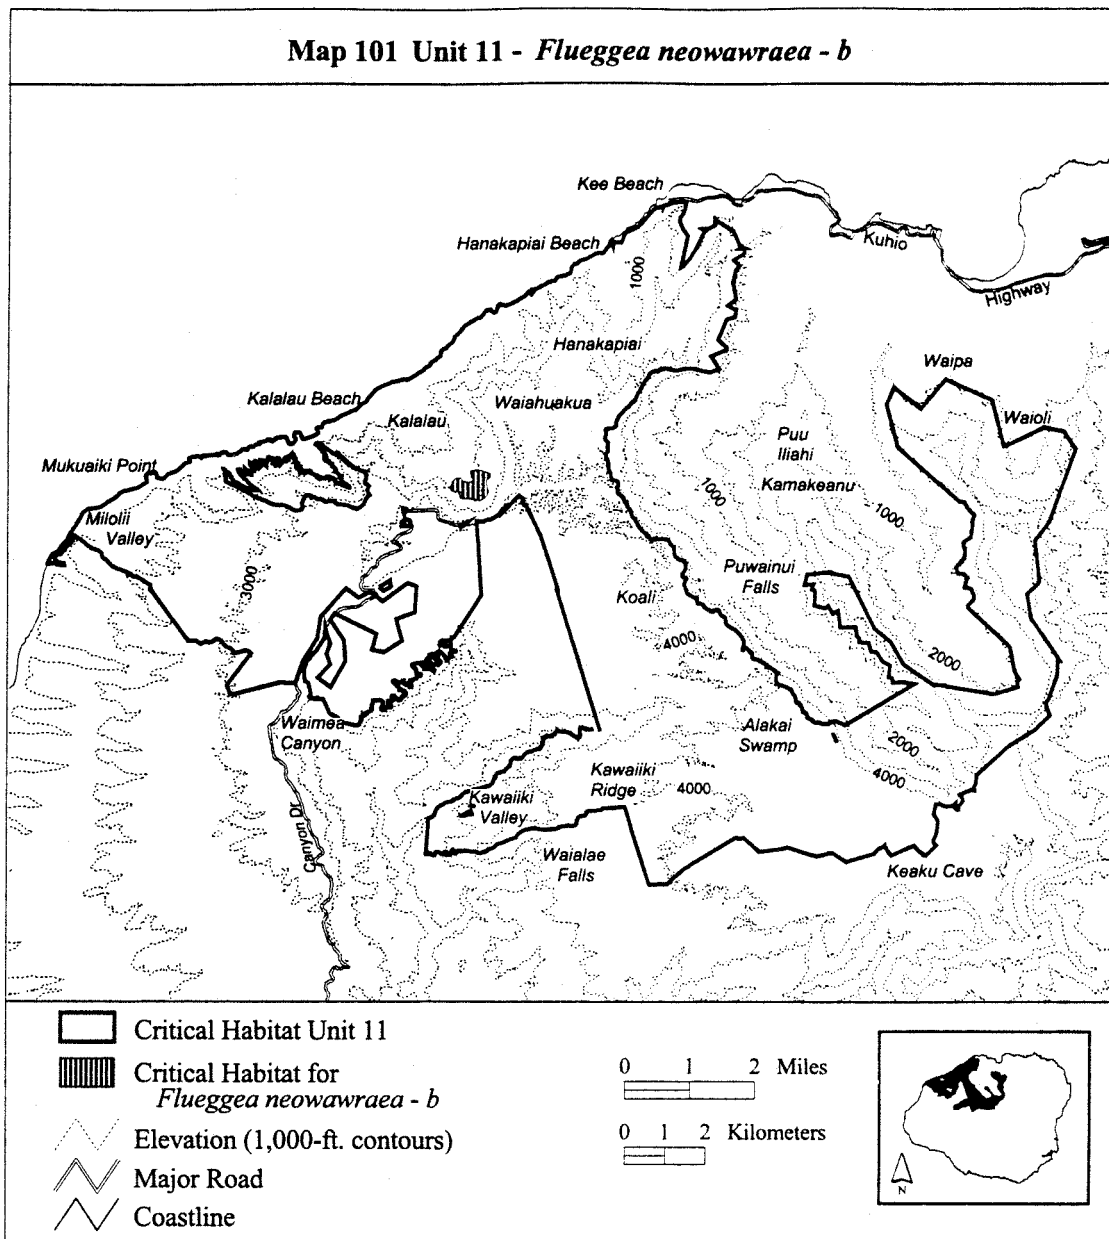 Map 101 Unit 11 - Flueggea neowawraea - b
Kee Beach
Hanakapiai Beach
Kuhio
Highway
1000
Hanakapiai
Waipa
Kalalau Beach
Waiahuakua
Kalalau
Waioli
Puu
Iliahi
Mukuaiki Point
Kamakeanu
1000
1000
Milolii
Valley
3000
Puwainui
Falls
Koali
4000
2000
Waimea
Canyon
Alakai
Swamp
2000
4000
Kawaiiki
Ridge
4000
Kawaiiki
Valley
Canyon Dr
Waialae
Falls
Keaku Cave
Critical Habitat Unit 11
Critical Habitat for
Flueggea neowawraea - b
Elevation (1,000-ft. contours)
Major Road
Coastline
0 1 2 Miles
0 1 2 Kilometers
N